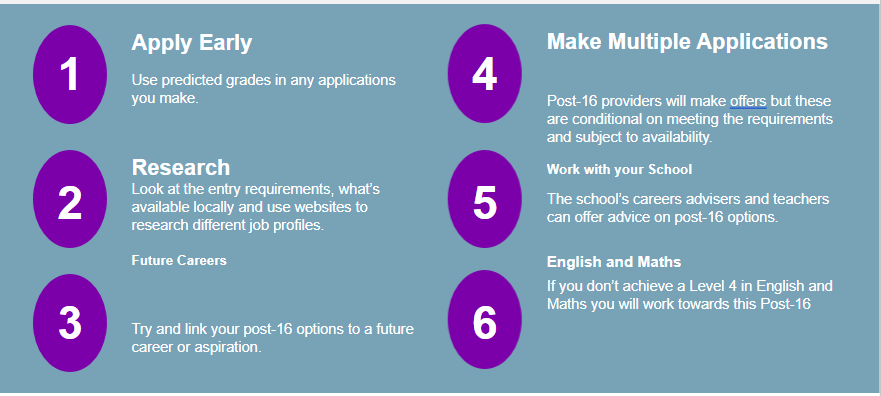 1
Apply Early
Use predicted grades in any applications
you make.
2
Research
Look at the entry requirements, what's
available locally and use websites to
research different job profiles.
Future Careers
3
Try and link your post-16 options to a future
career or aspiration.
4
Make Multiple Applications
Post-16 providers will make offers but these
are conditional on meeting the requirements
and subject to availability.
Work with your School
5
The school's careers advisers and teachers
can offer advice on post-16 options.
English and Maths
6
If you don't achieve a Level 4 in English and
Maths you will work towards this Post-16